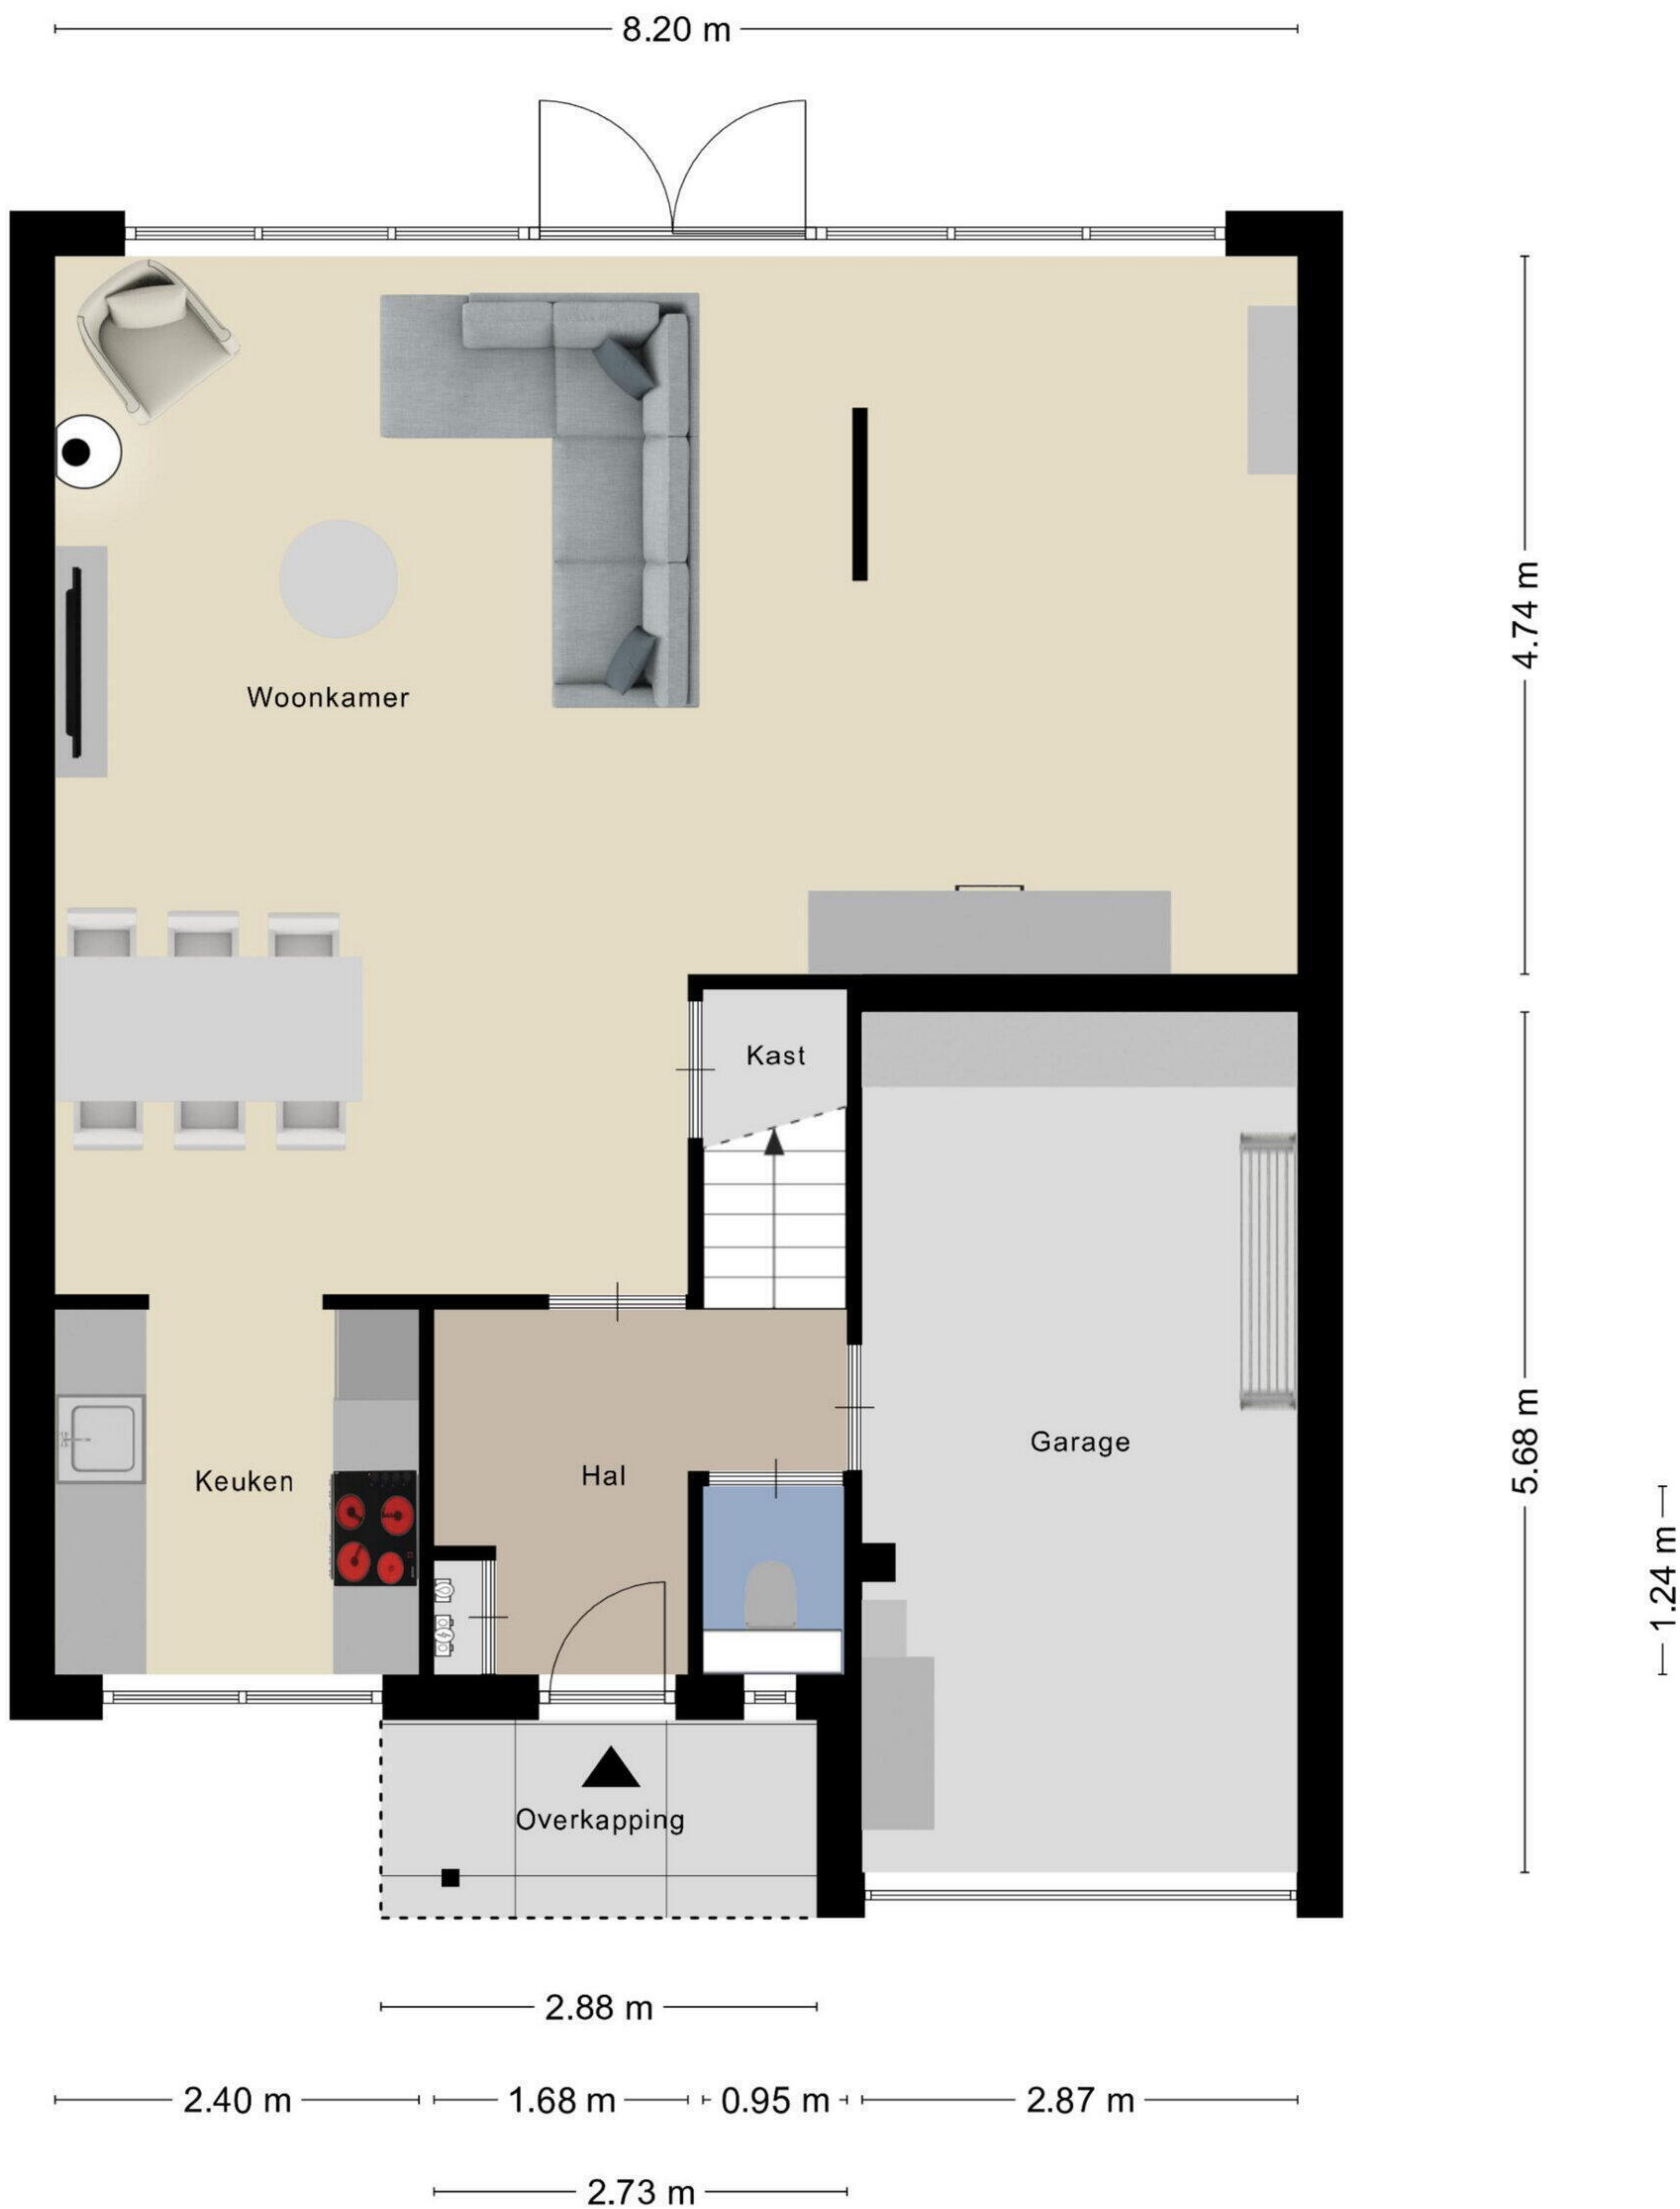 8.20 m
4.74 m
Woonkamer
Kast
5.68 m
Garage
Hal
Keuken
1.24 m
Overkapping
2.88 m
2.40 m
1.68 m
0.95 m
2.87 m
2.73 m